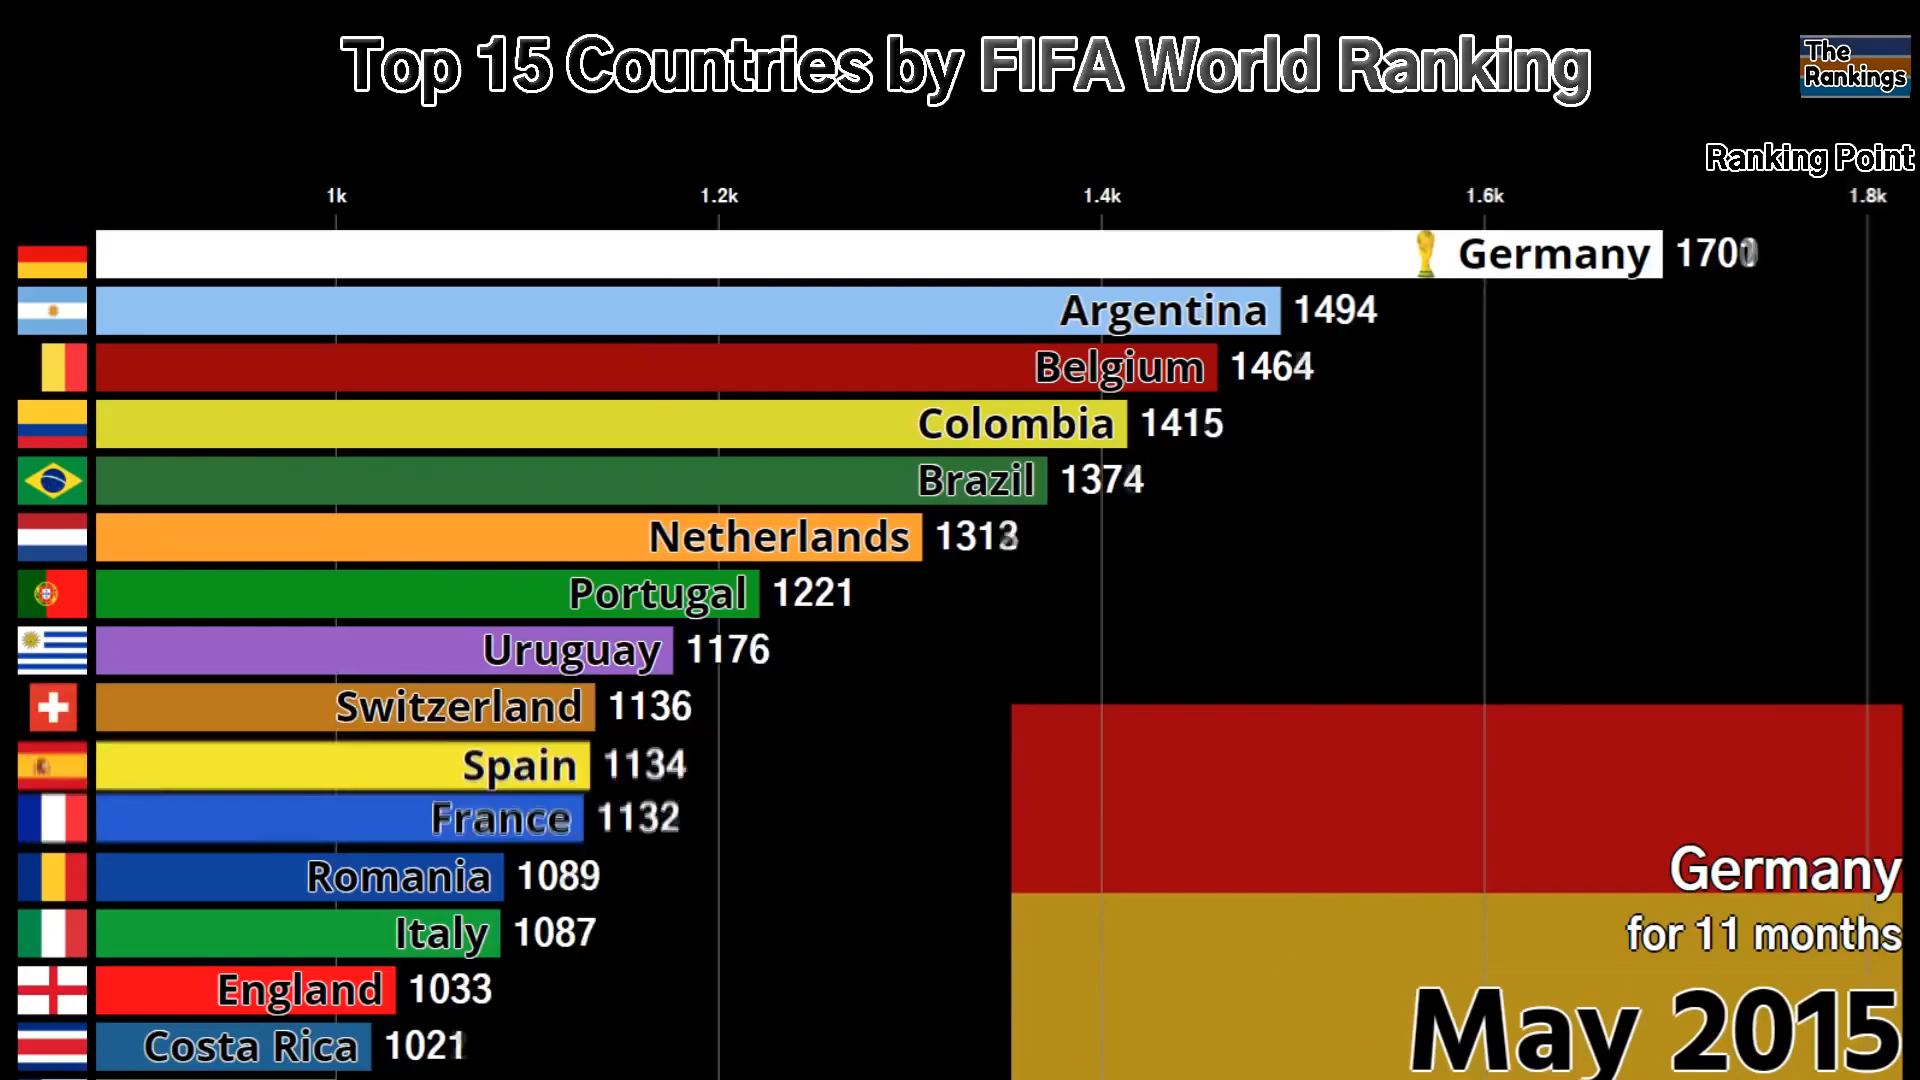 Top 15 Countries by FIFA World Ranking
The
Rankings
Ranking Point
1k 1.2k 1.4k 1.6k 1.8k
Germany
Argentina 1494
Belgium 1464
Colombia 1415
Brazil 1374
Netherlands
Portugal 1221
Uruguay 1176
Switzerland 1136
Spain 1134
France 1132
Romania 1089
Italy 1087
England 1033
Costa Rica 1021
Germany
for 11 months
May 2015